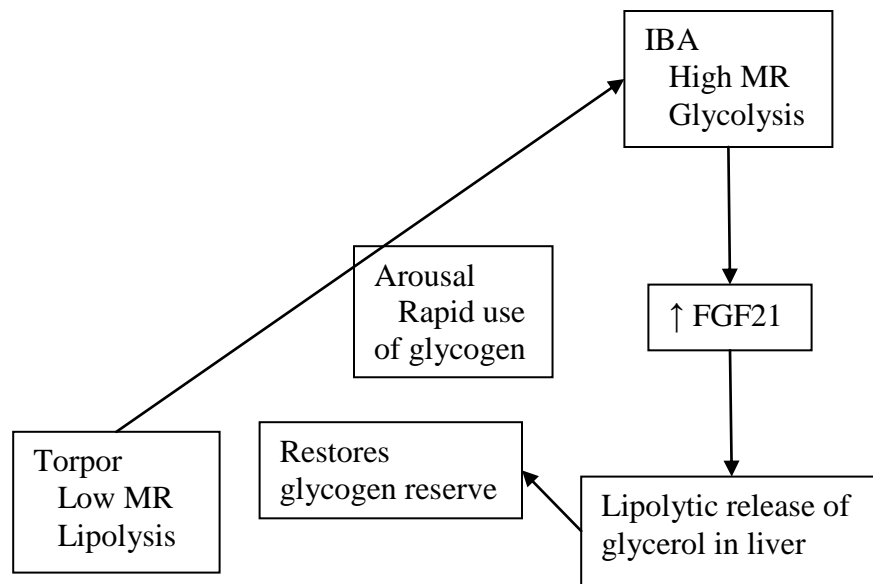 IBA
High MR
Glycolysis
Arousal
Rapid use
of glycogen
↑ FGF21
Torpor
Low MR
Lipolysis
Restores
glycogen reserve
Lipolytic release of
glycerol in liver